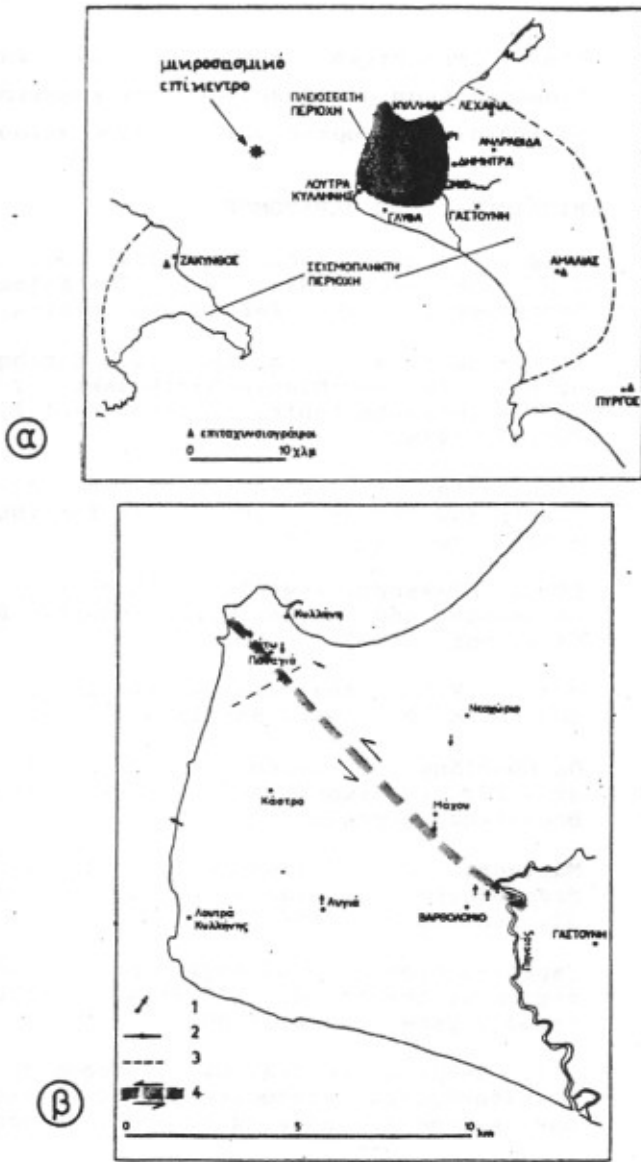 μικροσεισμικό
επίκεντρο
ΠΛΕΙΟΣΕΙΣΤΗ
ΠΕΡΙΟΧΗ
ΚΥΛΛΗΝΗ
ΛΕΧΑΙΝΑ
ΑΝΔΡΑΒΙΔΑ
ΔΗΜΗΤΡΑ
ΛΟΥΤΡΑ
ΚΥΛΛΗΝΗΣ
ΓΛΥΦΑ
ΓΑΣΤΟΥΝΗ
ΖΑΚΥΝΘΟΣ
Δ
ΣΕΙΣΜΟΠΛΗΚΤΗ
ΠΕΡΙΟΧΗ
ΑΜΑΛΙΑΣ
Δ
Δ
ΠΥΡΓΟΣ
α
Δ επιταχυνσιογράφοι
0 10 χλμ
Κυλλήνη
Παναγιά
Νεοχώριο
Κάστρο
Μάχου
Λουτρά
Κυλλήνης
Λυγιά
ΒΑΡΘΟΛΟΜΙΟ
ΓΑΣΤΟΥΝΗ
Πηνειός
1
2
3
4
β
0 5 10
km